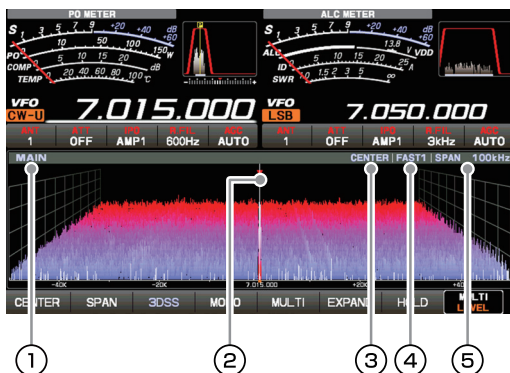 PO METER
ALC METER
S 1 3 5 7 9 +20 +40 +60 dB
PO 0 10 50 100 150 W
COMP 0 5 10 15 20 dB
TEMP 0 20 40 60 80 100 °C
S 1 3 5 7 9 +20 +40 +60 dB
ALC 13.8 V VDD
ID 0 5 10 15 20 25 A
SWR 1 1.5 2 3 5 ∞
VFO
CW-U
7.015.000
VFO
LSB
7.050.000
ANT ATT IPO R.FIL AGC
1 OFF AMP1 600Hz AUTO
ANT ATT IPO R.FIL AGC
1 OFF AMP1 3kHz AUTO
MAIN
CENTER | FAST1 | SPAN 100kHz
-40K -20K 7.015.000 +20K
CENTER SPAN 3DSS MONO MULTI EXPAND HOLD MULTI
LEVEL
1 2 3 4 5